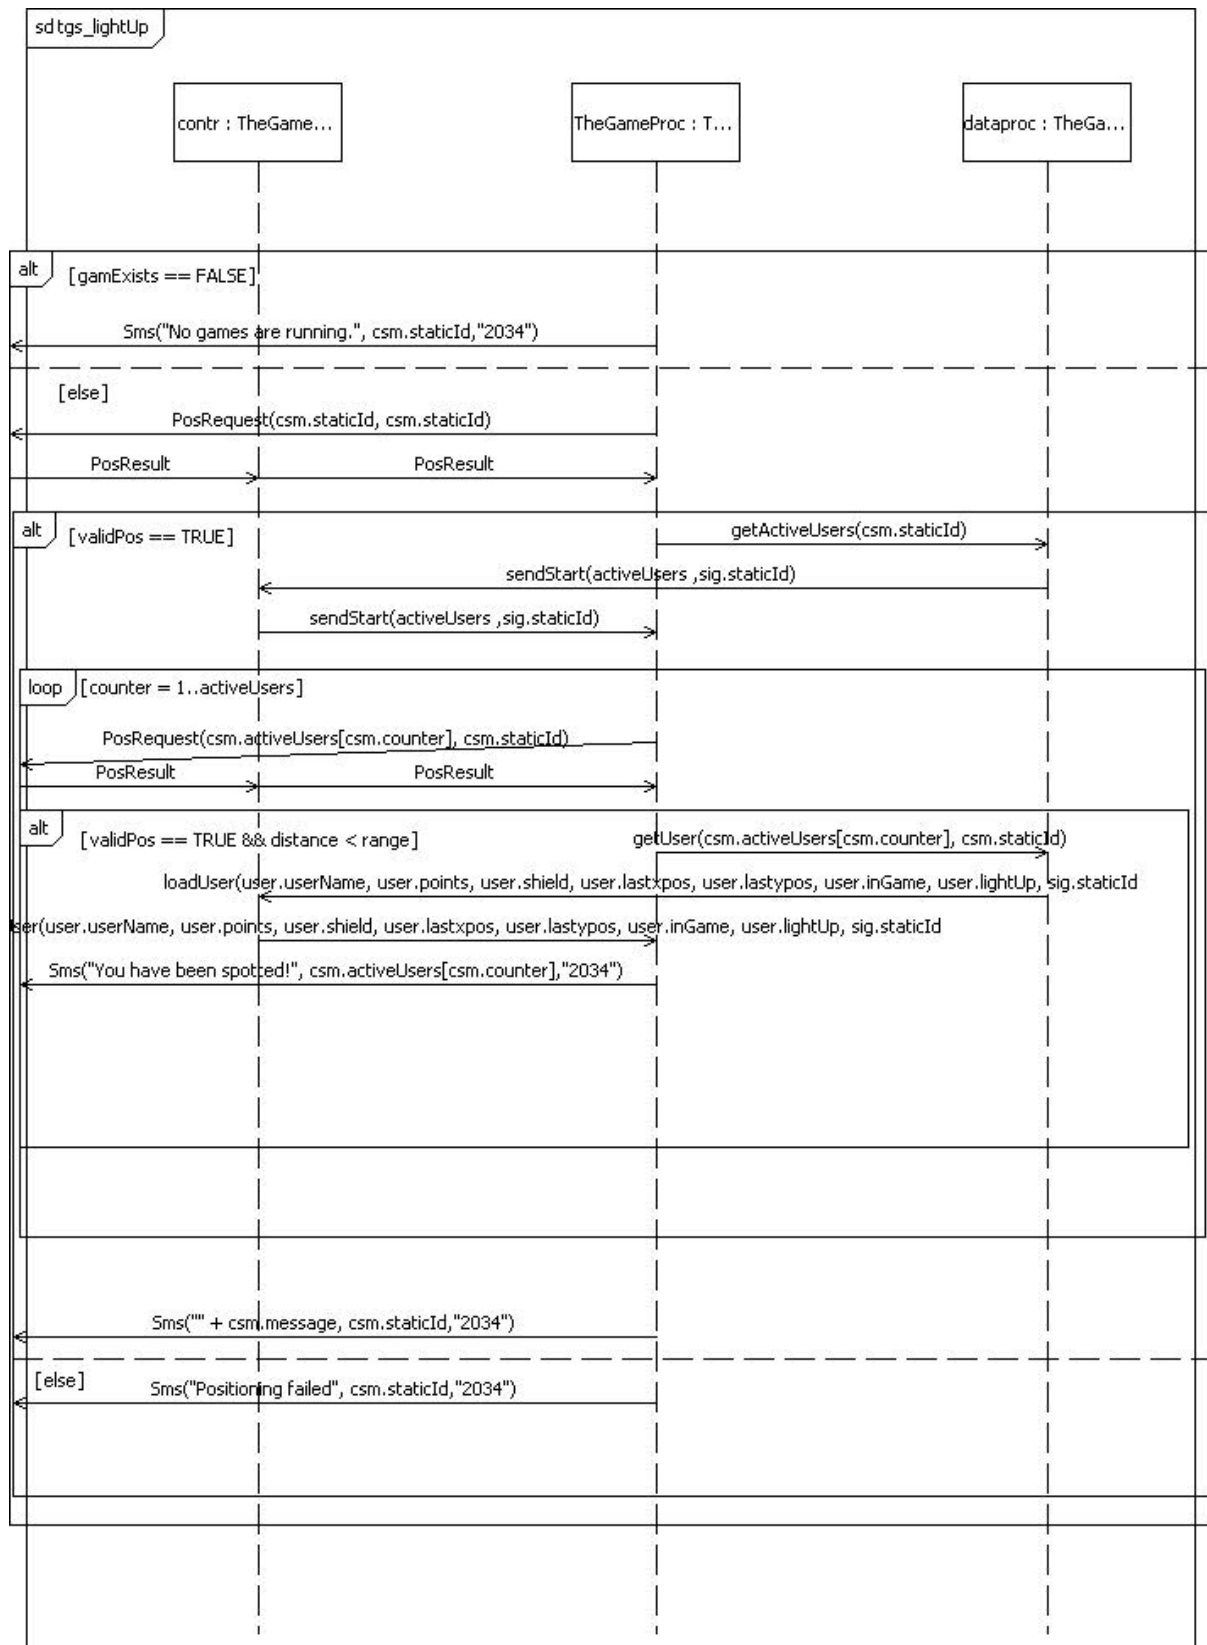 sd tgs_lightUp
contr : TheGame...
TheGameProc : T...
dataproc : TheGa...
alt
[gamExists == FALSE]
Sms("No games are running.", csm.staticId,"2034")
[else]
PosRequest(csm.staticId, csm.staticId)
PosResult
PosResult
alt
[validPos == TRUE]
getActiveUsers(csm.staticId)
sendStart(activeUsers ,sig.staticId)
sendStart(activeUsers ,sig.staticId)
loop
[counter = 1..activeUsers]
PosRequest(csm.activeUsers[csm.counter], csm.staticId)
PosResult
PosResult
alt
[validPos == TRUE && distance < range]
getUser(csm.activeUsers[csm.counter], csm.staticId)
loadUser(user.userName, user.points, user.shield, user.lastxpos, user.lastypos, user.inGame, user.lightUp, sig.staticId
ser(user.userName, user.points, user.shield, user.lastxpos, user.lastypos, user.inGame, user.lightUp, sig.staticId
Sms("You have been spotted!", csm.activeUsers[csm.counter],"2034")
Sms("" + csm.message, csm.staticId,"2034")
[else]
Sms("Positioning failed", csm.staticId,"2034")